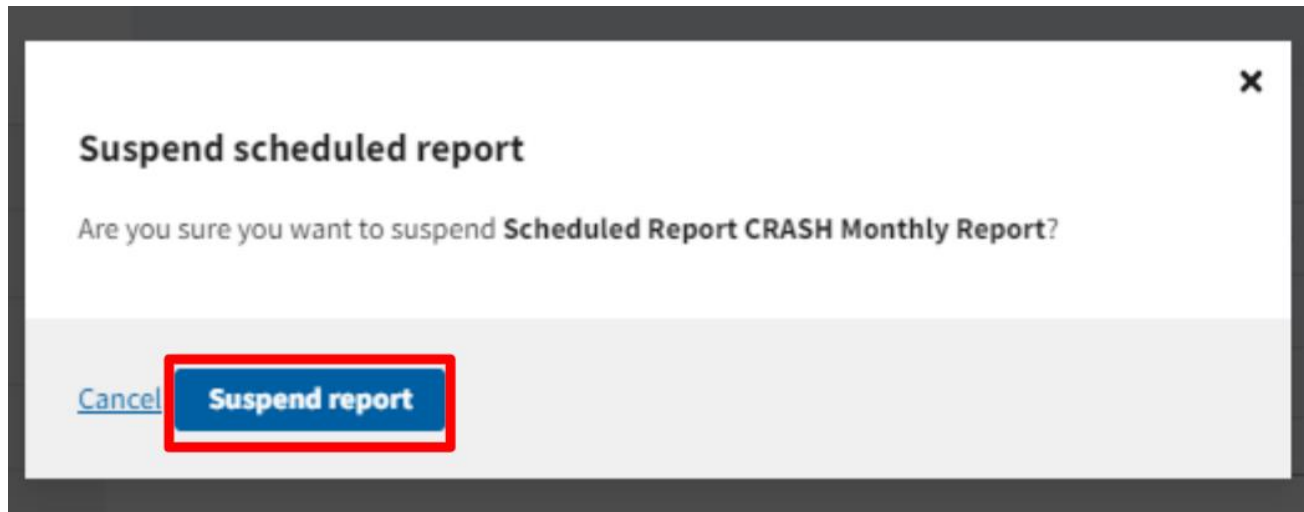 Suspend scheduled report
Are you sure you want to suspend Scheduled Report CRASH Monthly Report?
Cancel Suspend report